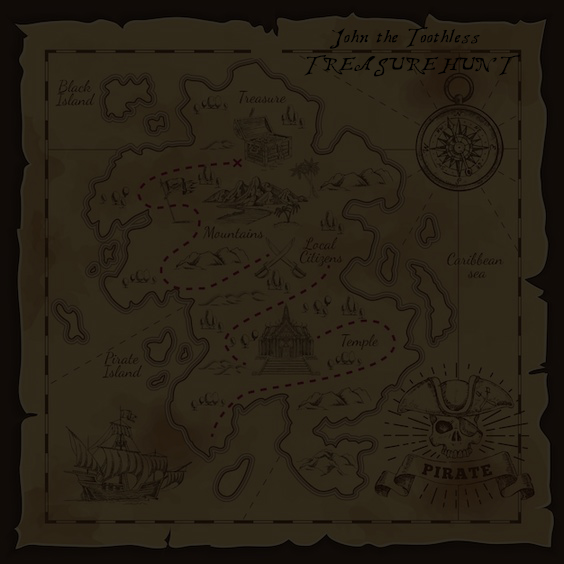 John the Toothless
TREASURE HUNT
Black
Island
Treasure
Mountains
Local
Citizens
Caribbean
sea
Temple
Pirate
Island
PIRATE